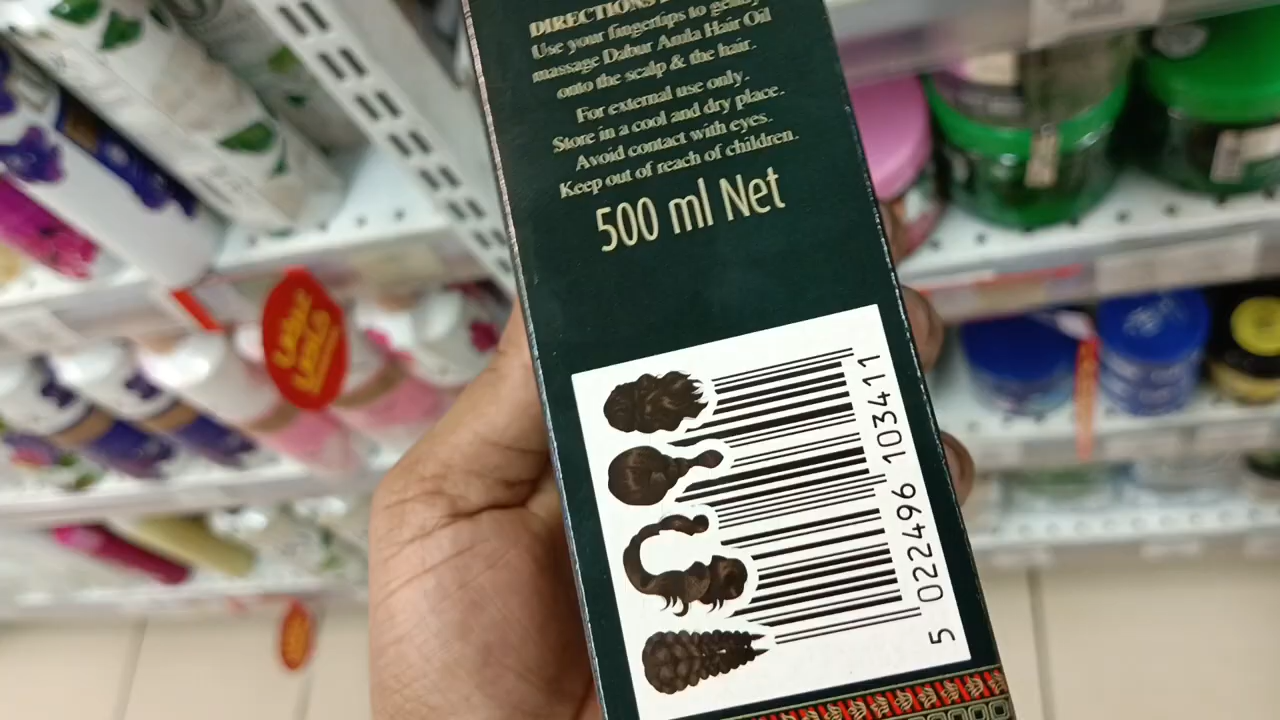 DIRECTIONS
Use your fingertips to gently
massage Dabur Amla Hair Oil
onto the scalp & the hair.
For external use only.
Store in a cool and dry place.
Avoid contact with eyes.
Keep out of reach of children.
500 ml Net
5 022496 103411